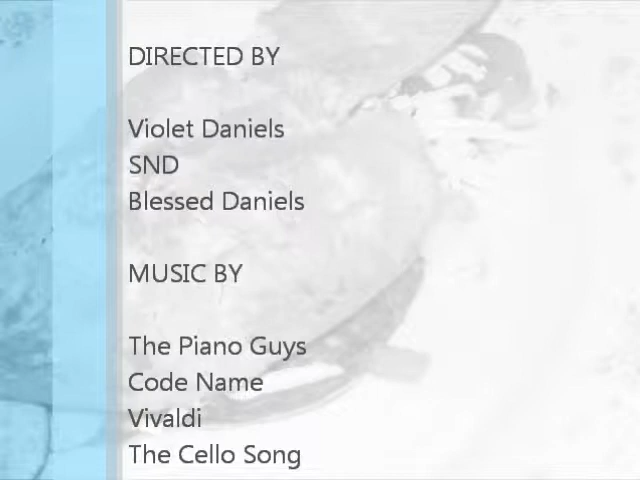 DIRECTED BY
Violet Daniels
SND
Blessed Daniels
MUSIC BY
The Piano Guys
Code Name
Vivaldi
The Cello Song